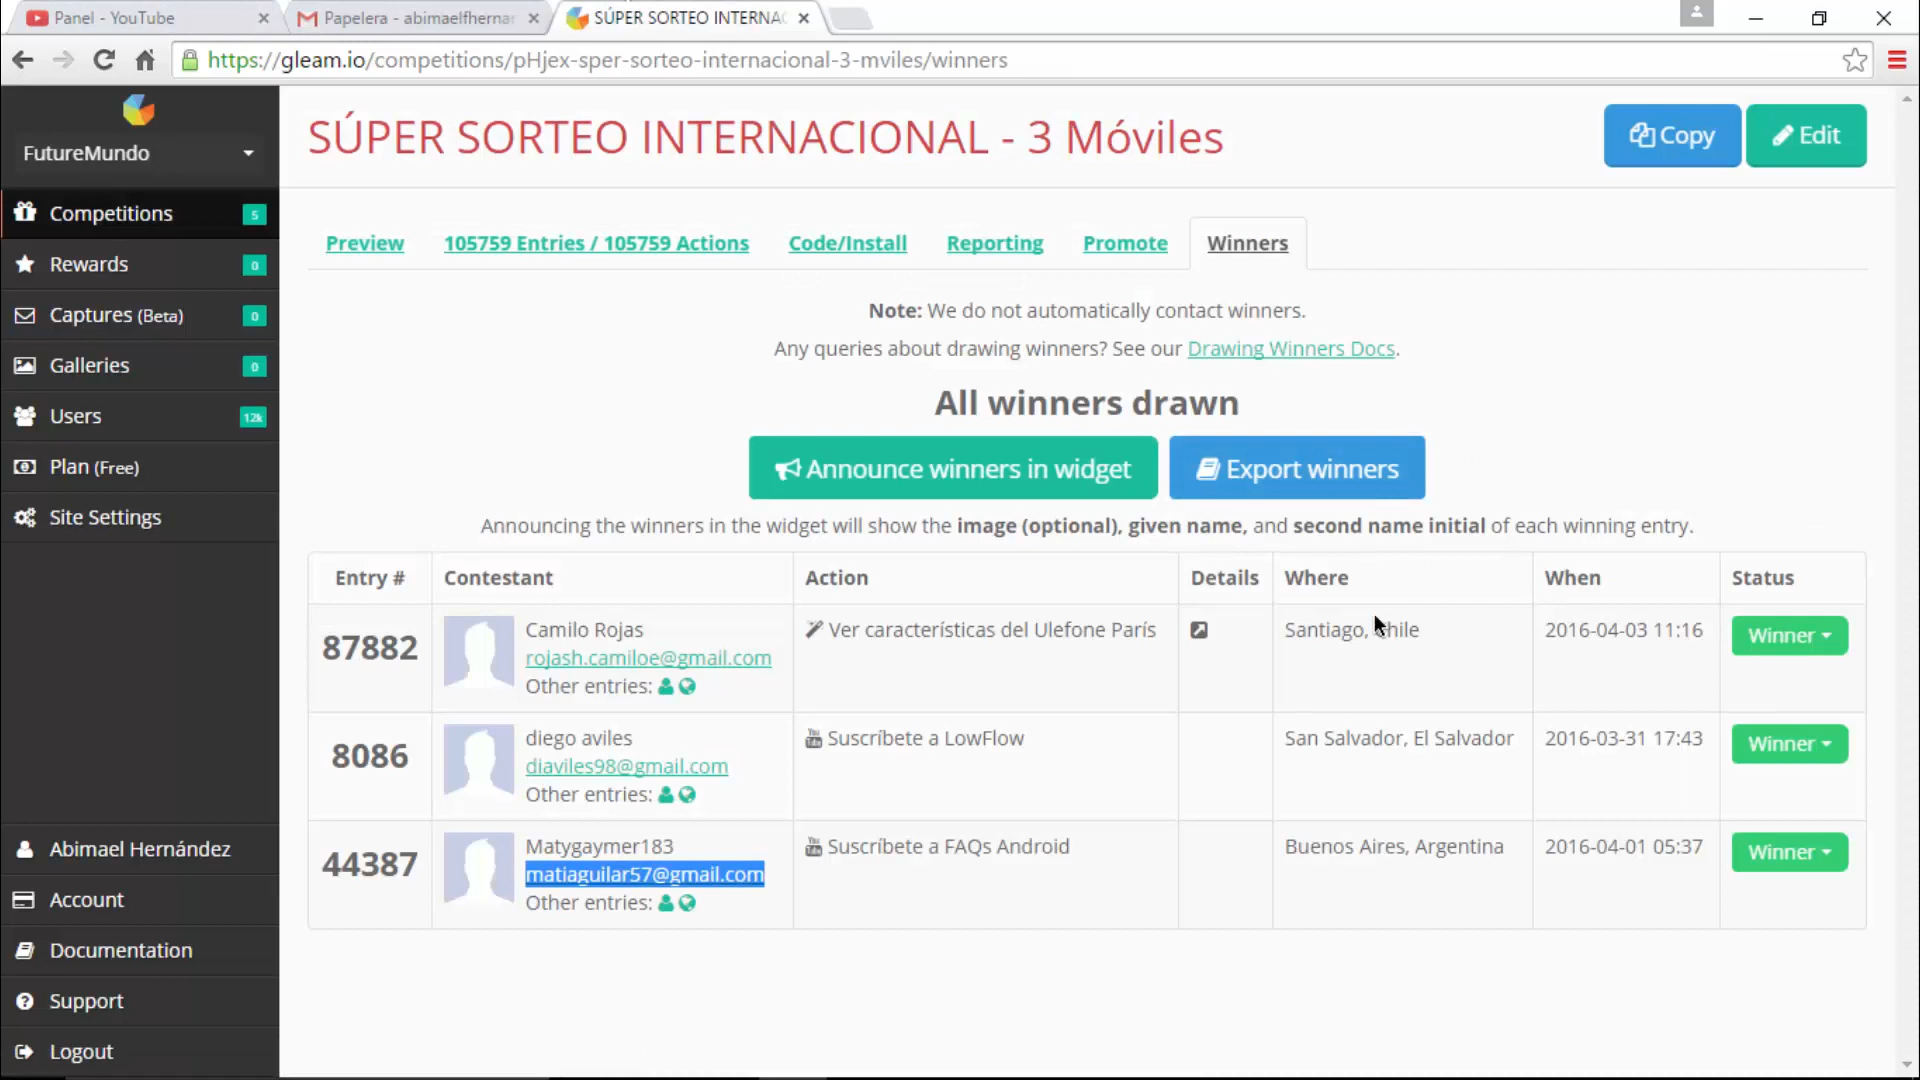 Panel - YouTube
Papelera - abimaelfhernar
SÚPER SORTEO INTERNAC
https://gleam.io/competitions/pHjex-sper-sorteo-internacional-3-mviles/winners
FutureMundo
Competitions 5
Rewards 0
Captures (Beta) 0
Galleries 0
Users 12k
Plan (Free)
Site Settings
Abimael Hernández
Account
Documentation
Support
Logout
SÚPER SORTEO INTERNACIONAL - 3 Móviles
Copy
Edit
Preview
105759 Entries / 105759 Actions
Code/Install
Reporting
Promote
Winners
Note: We do not automatically contact winners.
Any queries about drawing winners? See our Drawing Winners Docs.
All winners drawn
Announce winners in widget
Export winners
Announcing the winners in the widget will show the image (optional), given name, and second name initial of each winning entry.
Entry # Contestant Action Details Where When Status
87882
Camilo Rojas
rojash.camiloe@gmail.com
Other entries:
Ver características del Ulefone París
Santiago, Chile
2016-04-03 11:16
Winner
8086
diego aviles
diaviles98@gmail.com
Other entries:
Suscríbete a LowFlow
San Salvador, El Salvador
2016-03-31 17:43
Winner
44387
Matygaymer183
matiaguilar57@gmail.com
Other entries:
Suscríbete a FAQs Android
Buenos Aires, Argentina
2016-04-01 05:37
Winner